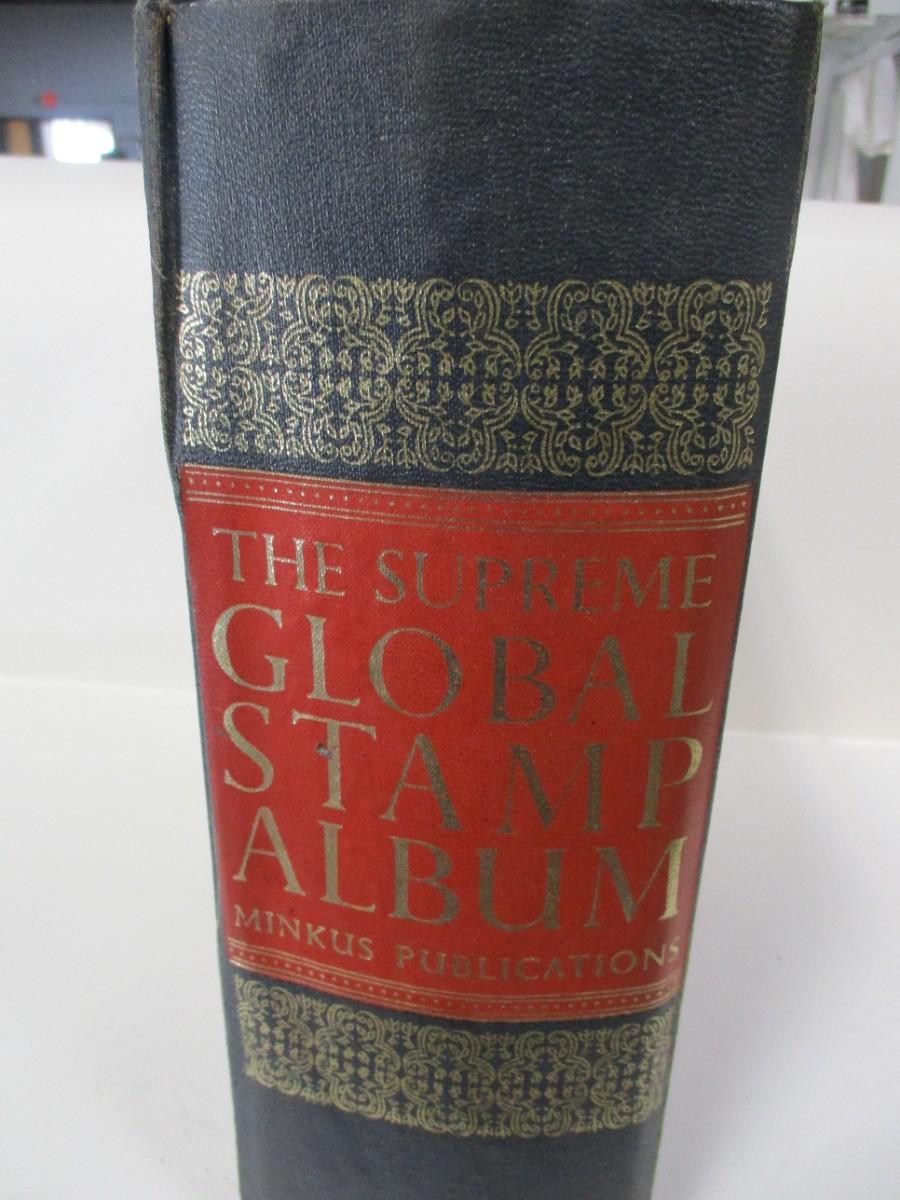 THE SUPREME
GLOBAL
STAMP
ALBUM
MINKUS PUBLICATIONS